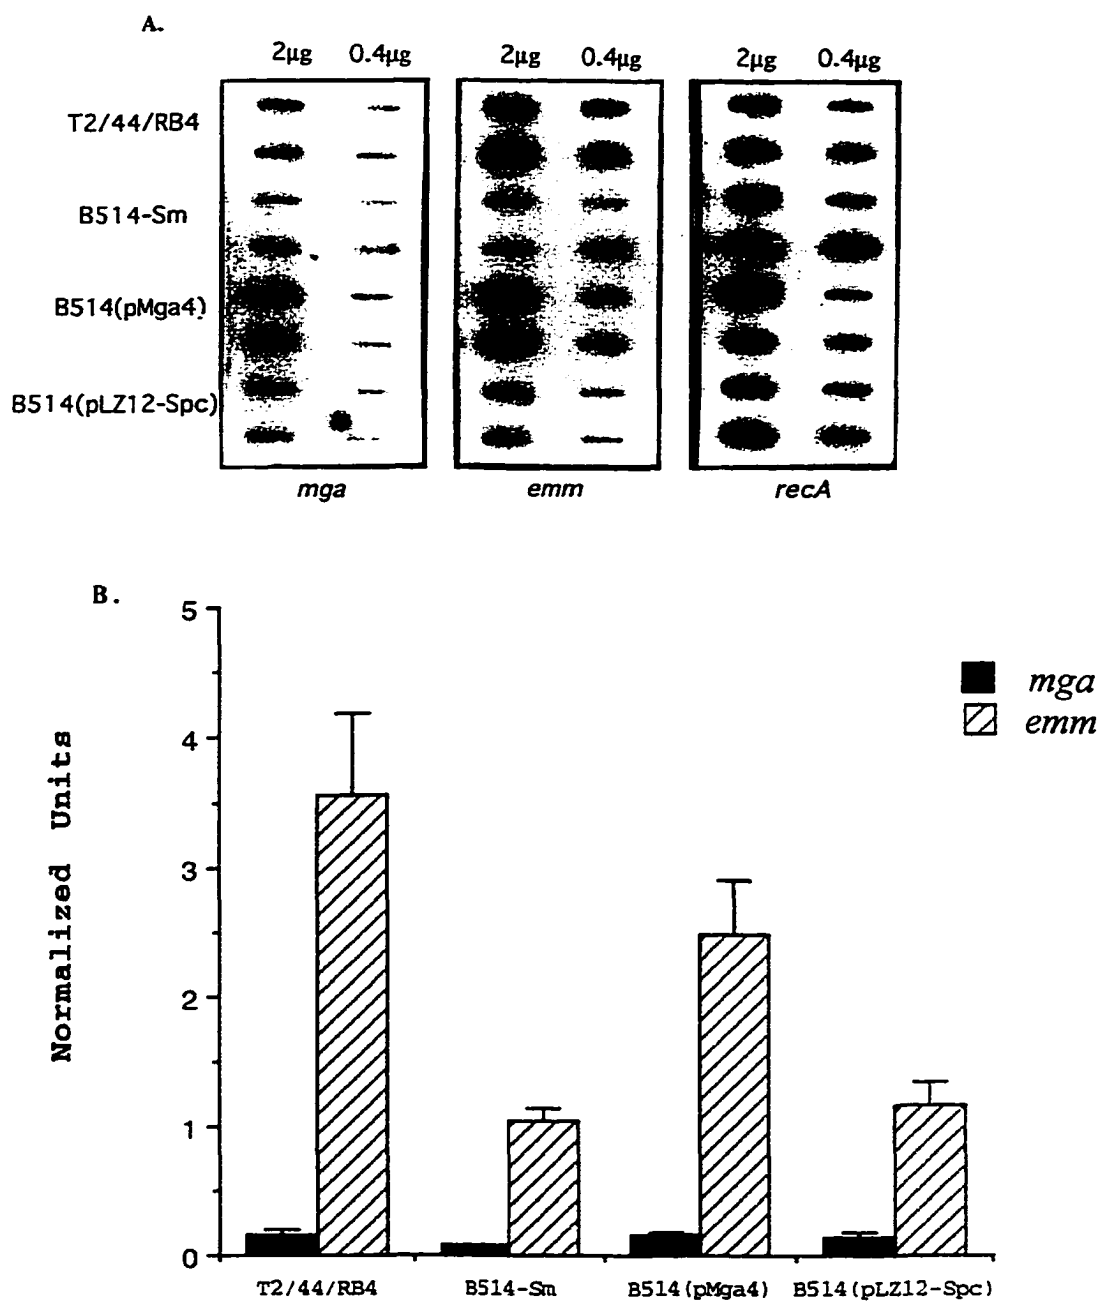 A.
2µg 0.4µg 2µg 0.4µg 2µg 0.4µg
T2/44/RB4
B514-Sm
B514(pMga4)
B514(pLZ12-Spc)
mga emm recA
B.
5
4
3
2
1
0
Normalized Units
mga
emm
T2/44/RB4 B514-Sm B514(pMga4) B514(pLZ12-Spc)